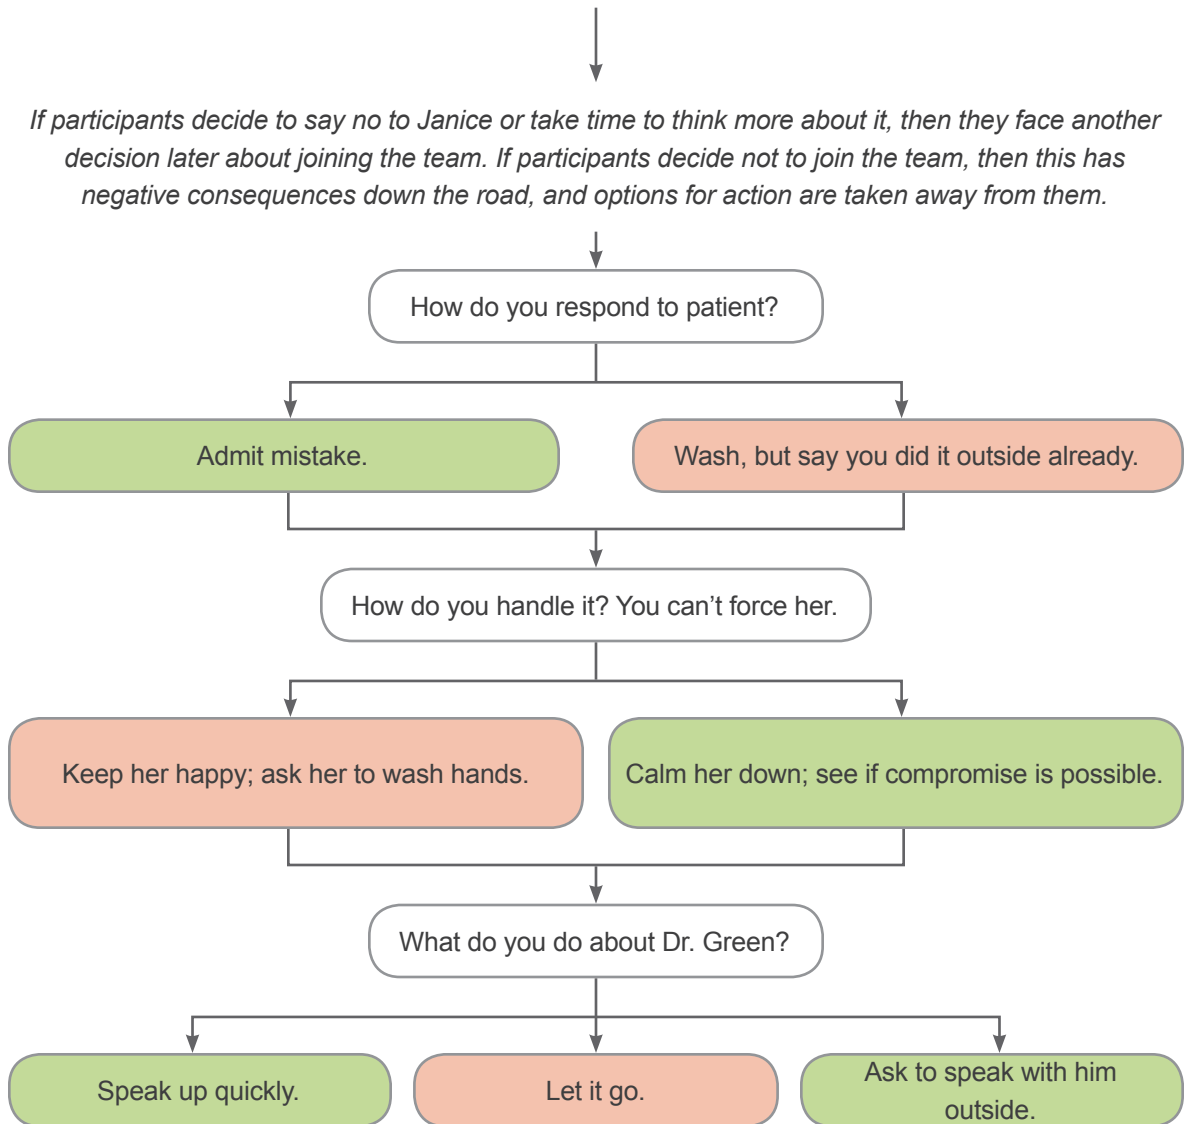 If participants decide to say no to Janice or take time to think more about it, then they face another
decision later about joining the team. If participants decide not to join the team, then this has
negative consequences down the road, and options for action are taken away from them.
How do you respond to patient?
Admit mistake.
Wash, but say you did it outside already.
How do you handle it? You can’t force her.
Keep her happy; ask her to wash hands.
Calm her down; see if compromise is possible.
What do you do about Dr. Green?
Speak up quickly.
Let it go.
Ask to speak with him
outside.